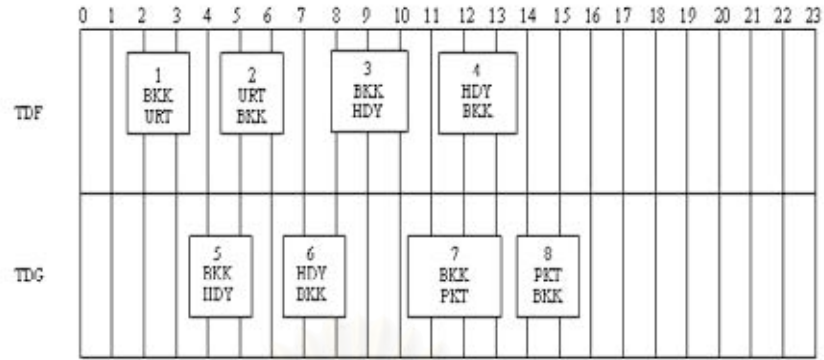 0 1 2 3 4 5 6 7 8 9 10 11 12 13 14 15 16 17 18 19 20 21 22 23
TDF
1
BKK
URT
2
URT
BKK
3
BKK
HDY
4
HDY
BKK
TDG
5
BKK
HDY
6
HDY
BKK
7
BKK
PKT
8
PKT
BKK